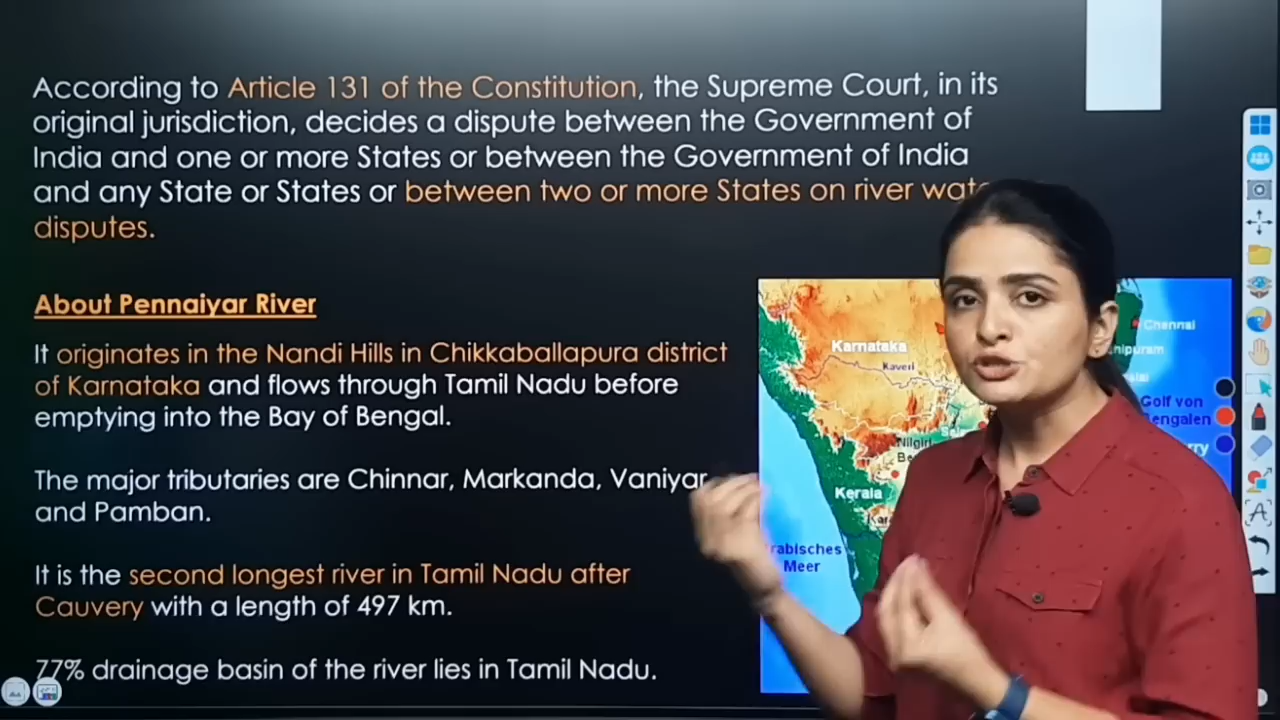 According to Article 131 of the Constitution, the Supreme Court, in its
original jurisdiction, decides a dispute between the Government of
India and one or more States or between the Government of India
and any State or States or between two or more States on river
disputes.
About Pennaiyar River
It originates in the Nandi Hills in Chikkaballapura district
of Karnataka and flows through Tamil Nadu before
emptying into the Bay of Bengal.
The major tributaries are Chinnar, Markanda, Vaniyar
and Pamban.
It is the second longest river in Tamil Nadu after
Cauvery with a length of 497 km.
77% drainage basin of the river lies in Tamil Nadu.
Karnataka
Kaveri
Chennai
Golf von
Nilgiri
Kerala
Meer
A